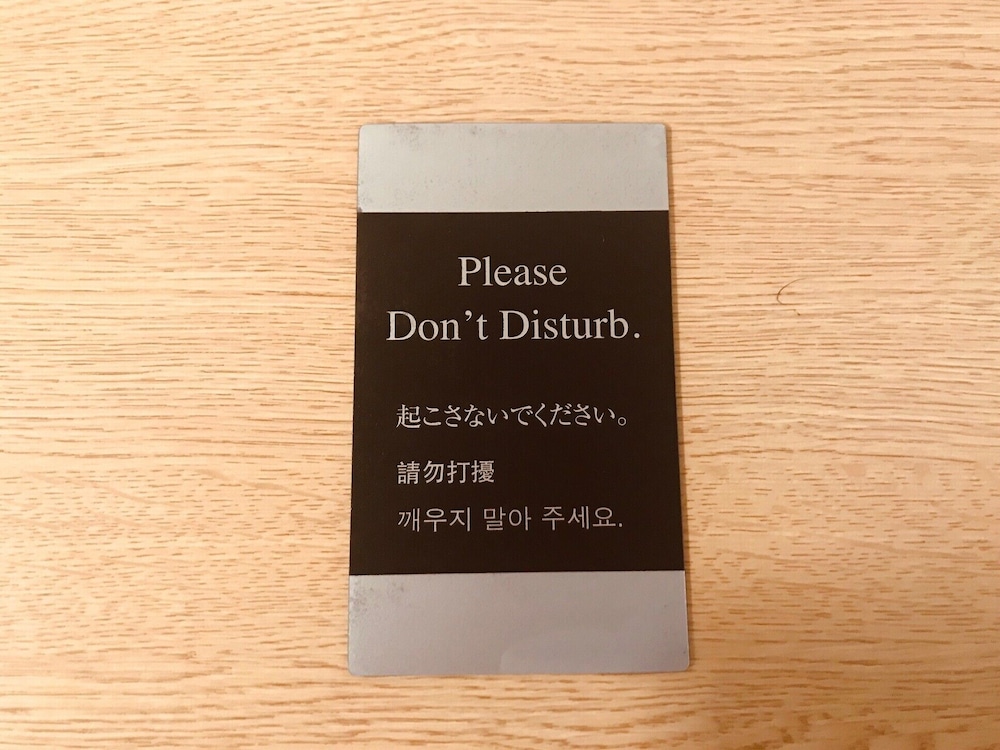 Please
Don't Disturb.
起こさないでください。
請勿打擾
깨우지 말아 주세요.